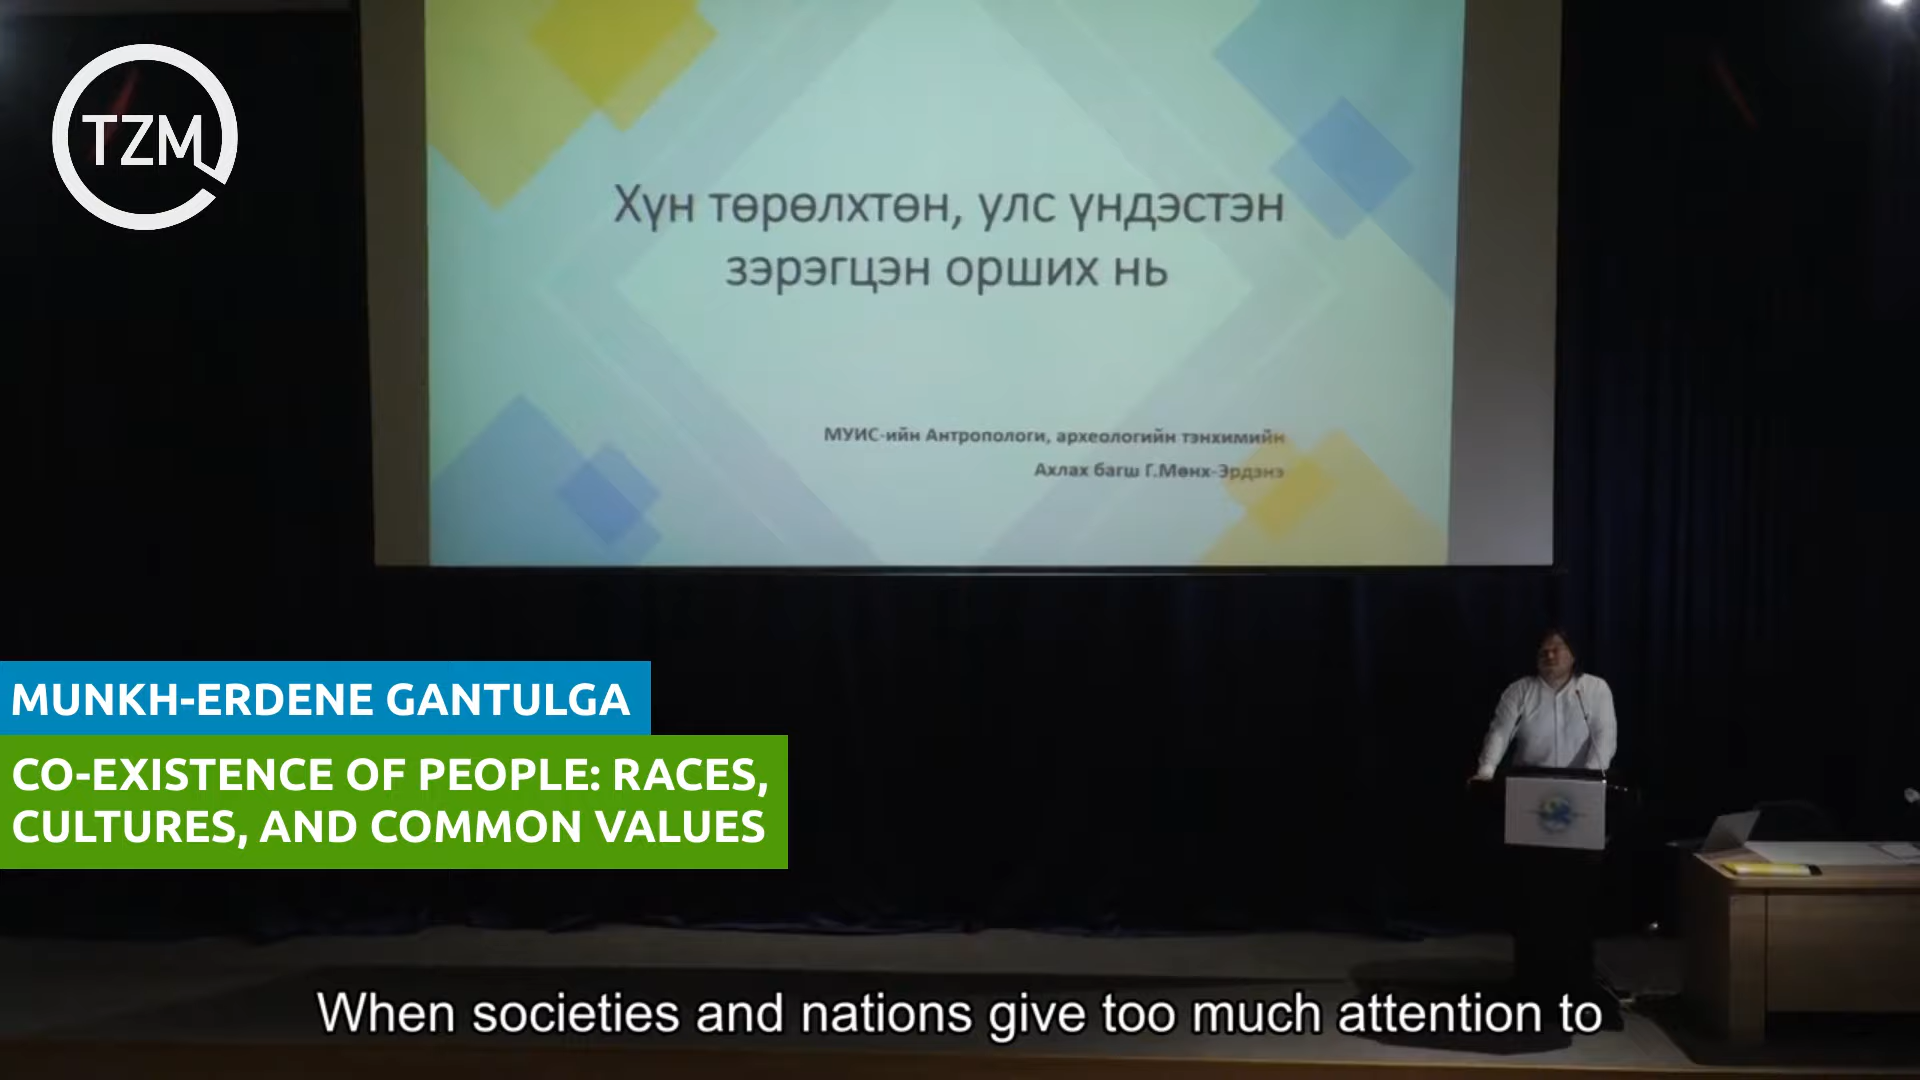 TZM
Хүн төрөлхтөн, улс үндэстэн
зэрэгцэн орших нь
МУИС-ийн Антропологи, археологийн тэнхимийн
Ахлах багш Г.Мөнх-Эрдэнэ
MUNKH-ERDENE GANTULGA
CO-EXISTENCE OF PEOPLE: RACES,
CULTURES, AND COMMON VALUES
When societies and nations give too much attention to